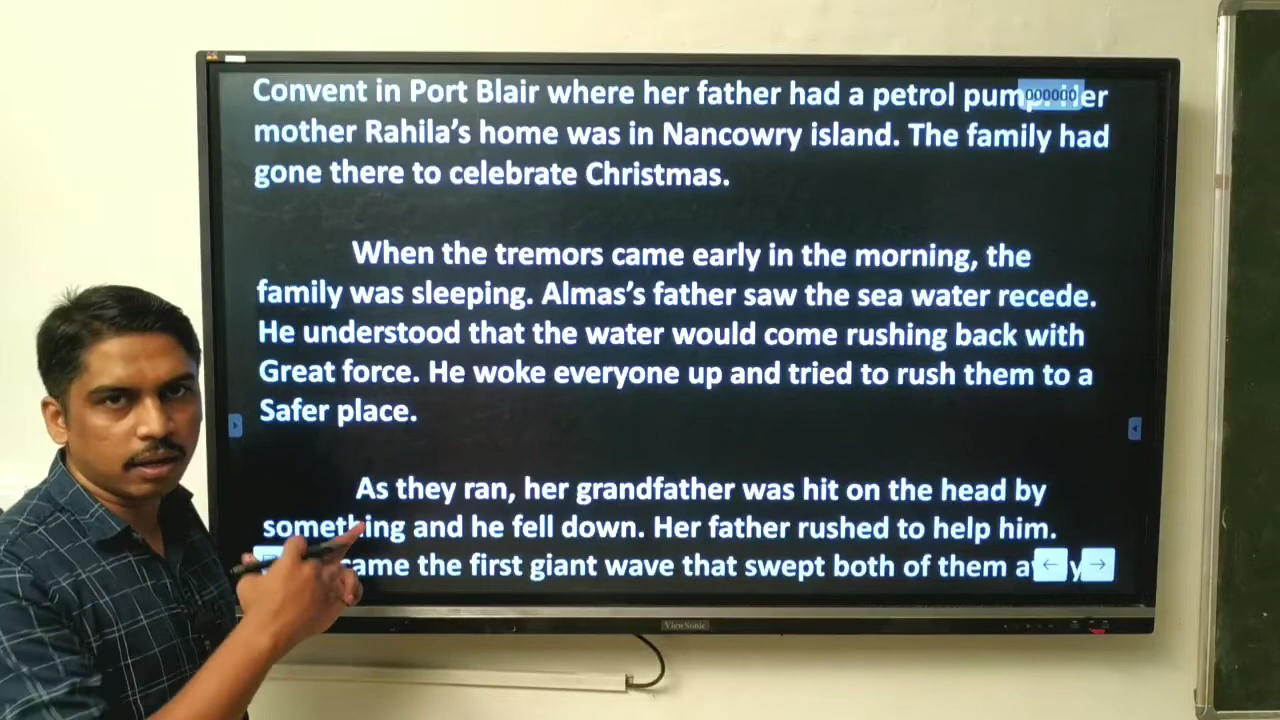 Convent in Port Blair where her father had a petrol pump. Her
000000
mother Rahila's home was in Nancowry island. The family had
gone there to celebrate Christmas.
When the tremors came early in the morning, the
family was sleeping. Almas's father saw the sea water recede.
He understood that the water would come rushing back with
Great force. He woke everyone up and tried to rush them to a
Safer place.
As they ran, her grandfather was hit on the head by
something and he fell down. Her father rushed to help him.
came the first giant wave that swept both of them away
ViewSonic